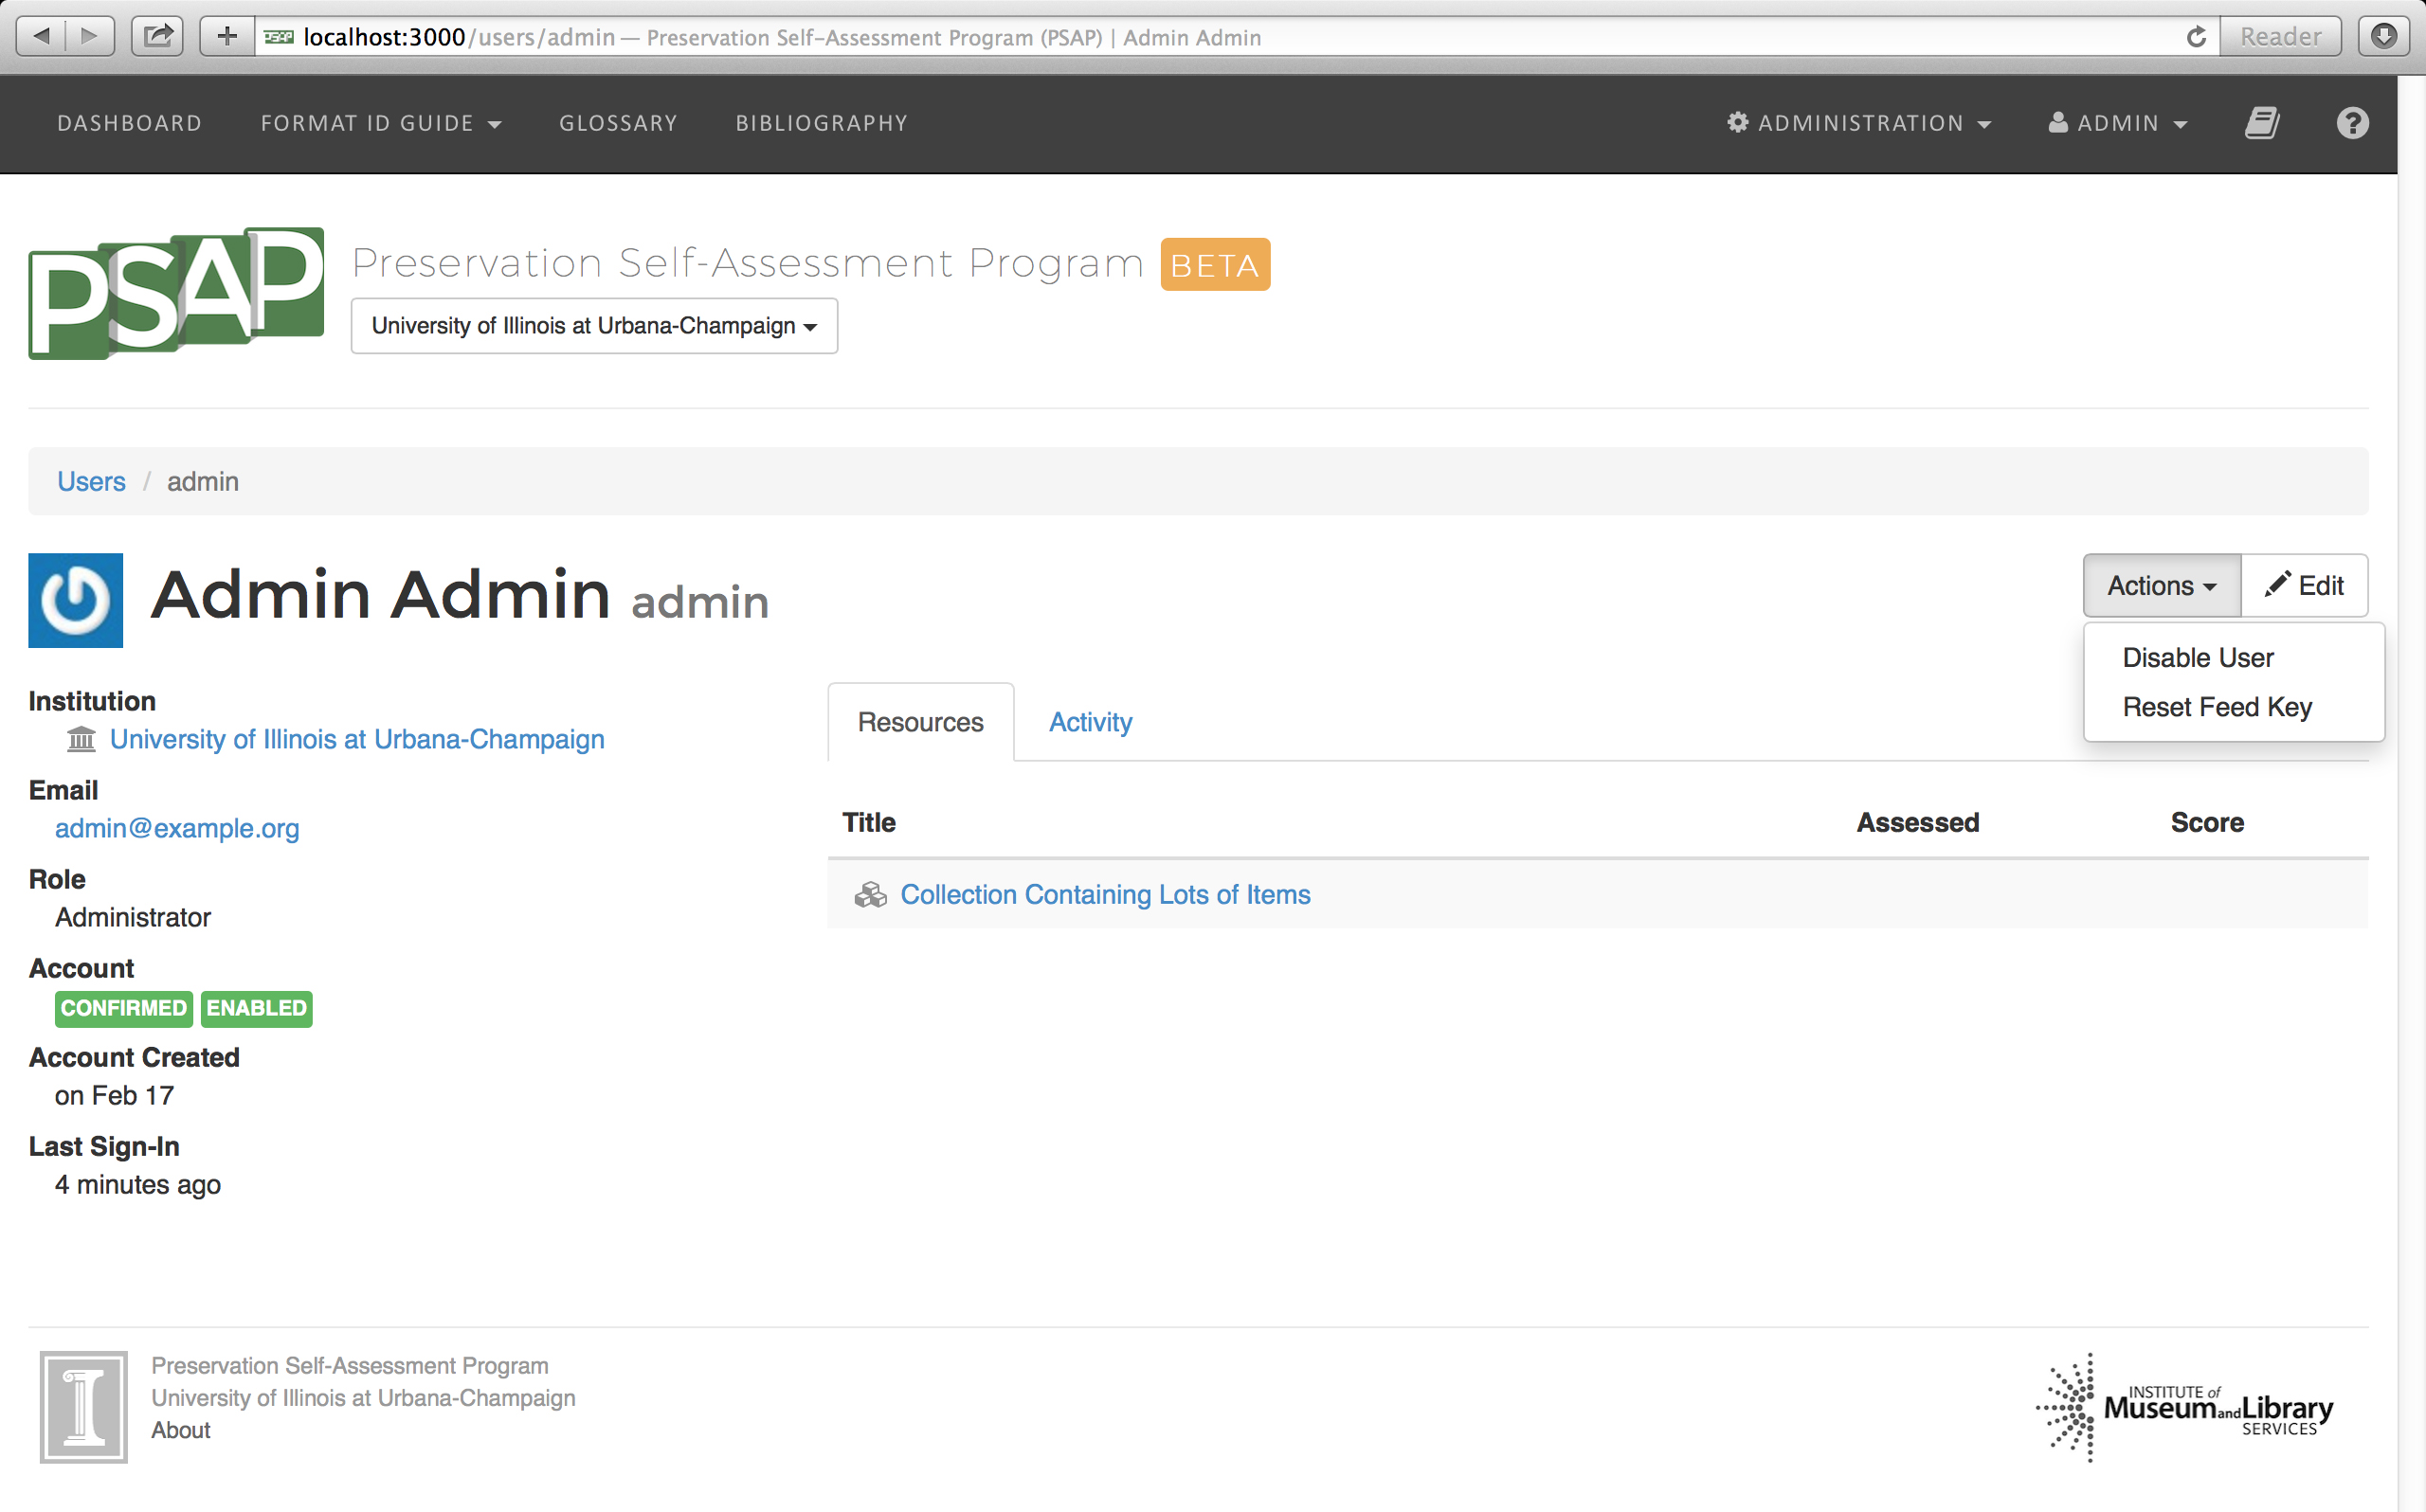 localhost:3000/users/admin — Preservation Self-Assessment Program (PSAP) | Admin Admin
Reader
DASHBOARD
FORMAT ID GUIDE
GLOSSARY
BIBLIOGRAPHY
ADMINISTRATION
ADMIN
PSAP
Preservation Self-Assessment Program BETA
University of Illinois at Urbana-Champaign
Users / admin
Admin Admin admin
Actions
Edit
Disable User
Reset Feed Key
Institution
University of Illinois at Urbana-Champaign
Email
admin@example.org
Role
Administrator
Account
CONFIRMED ENABLED
Account Created
on Feb 17
Last Sign-In
4 minutes ago
Resources
Activity
Title Assessed Score
Collection Containing Lots of Items
Preservation Self-Assessment Program
University of Illinois at Urbana-Champaign
About
INSTITUTE of
Museum and Library
SERVICES